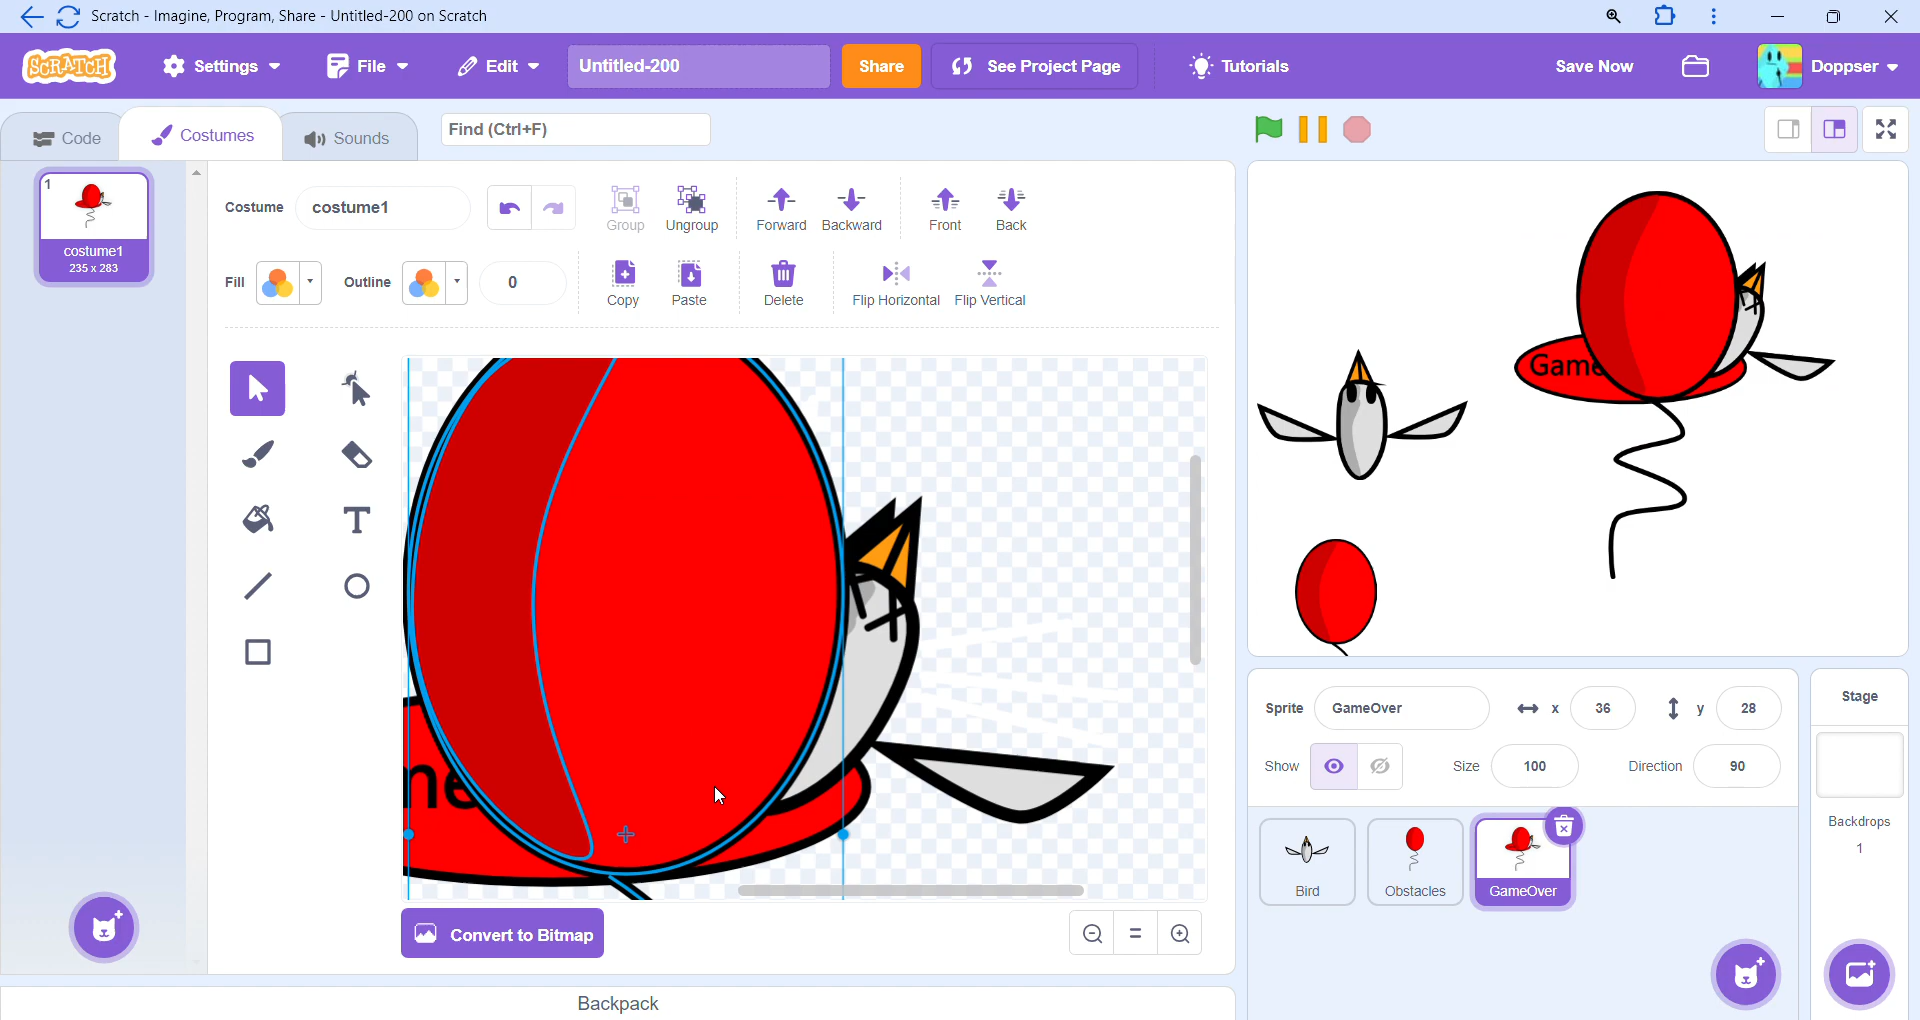 Scratch - Imagine, Program, Share - Untitled-200 on Scratch
SCRATCH
Settings
File
Edit
Untitled-200
Share
See Project Page
Tutorials
Save Now
Doppser
Code
Costumes
Sounds
Find (Ctrl+F)
1
costume1
235 x 283
Costume
costume1
Group
Ungroup
Forward
Backward
Front
Back
Fill
Outline
0
Copy
Paste
Delete
Flip Horizontal
Flip Vertical
me
Convert to Bitmap
Backpack
Game
Sprite
GameOver
x
36
y
28
Show
Size
100
Direction
90
Bird
Obstacles
GameOver
Stage
Backdrops
1